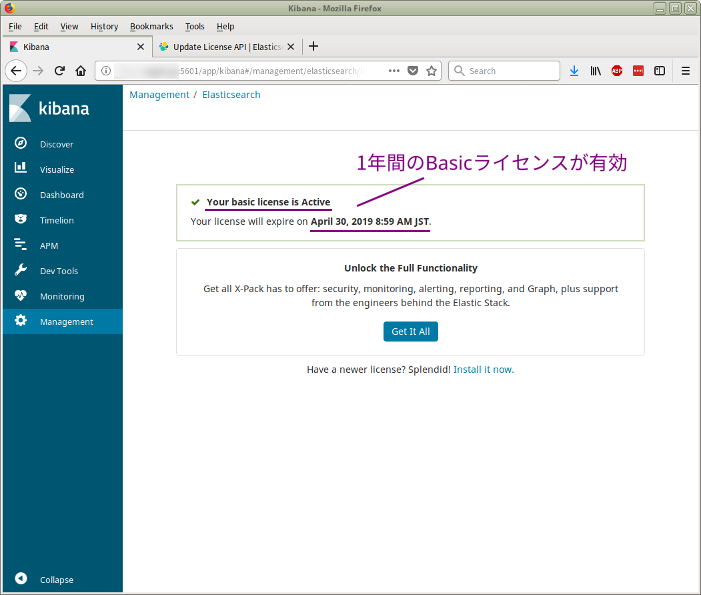 Kibana - Mozilla Firefox
File Edit View History Bookmarks Tools Help
Kibana
Update License API | Elastics
:5601/app/kibana#/management/elasticsearch/
Search
ABP
kibana
Management / Elasticsearch
Discover
Visualize
Dashboard
Timelion
APM
Dev Tools
Monitoring
Management
1年間のBasicライセンスが有効
Your basic license is Active
Your license will expire on April 30, 2019 8:59 AM JST.
Unlock the Full Functionality
Get all X-Pack has to offer: security, monitoring, alerting, reporting, and Graph, plus support
from the engineers behind the Elastic Stack.
Get It All
Have a newer license? Splendid! Install it now.
Collapse